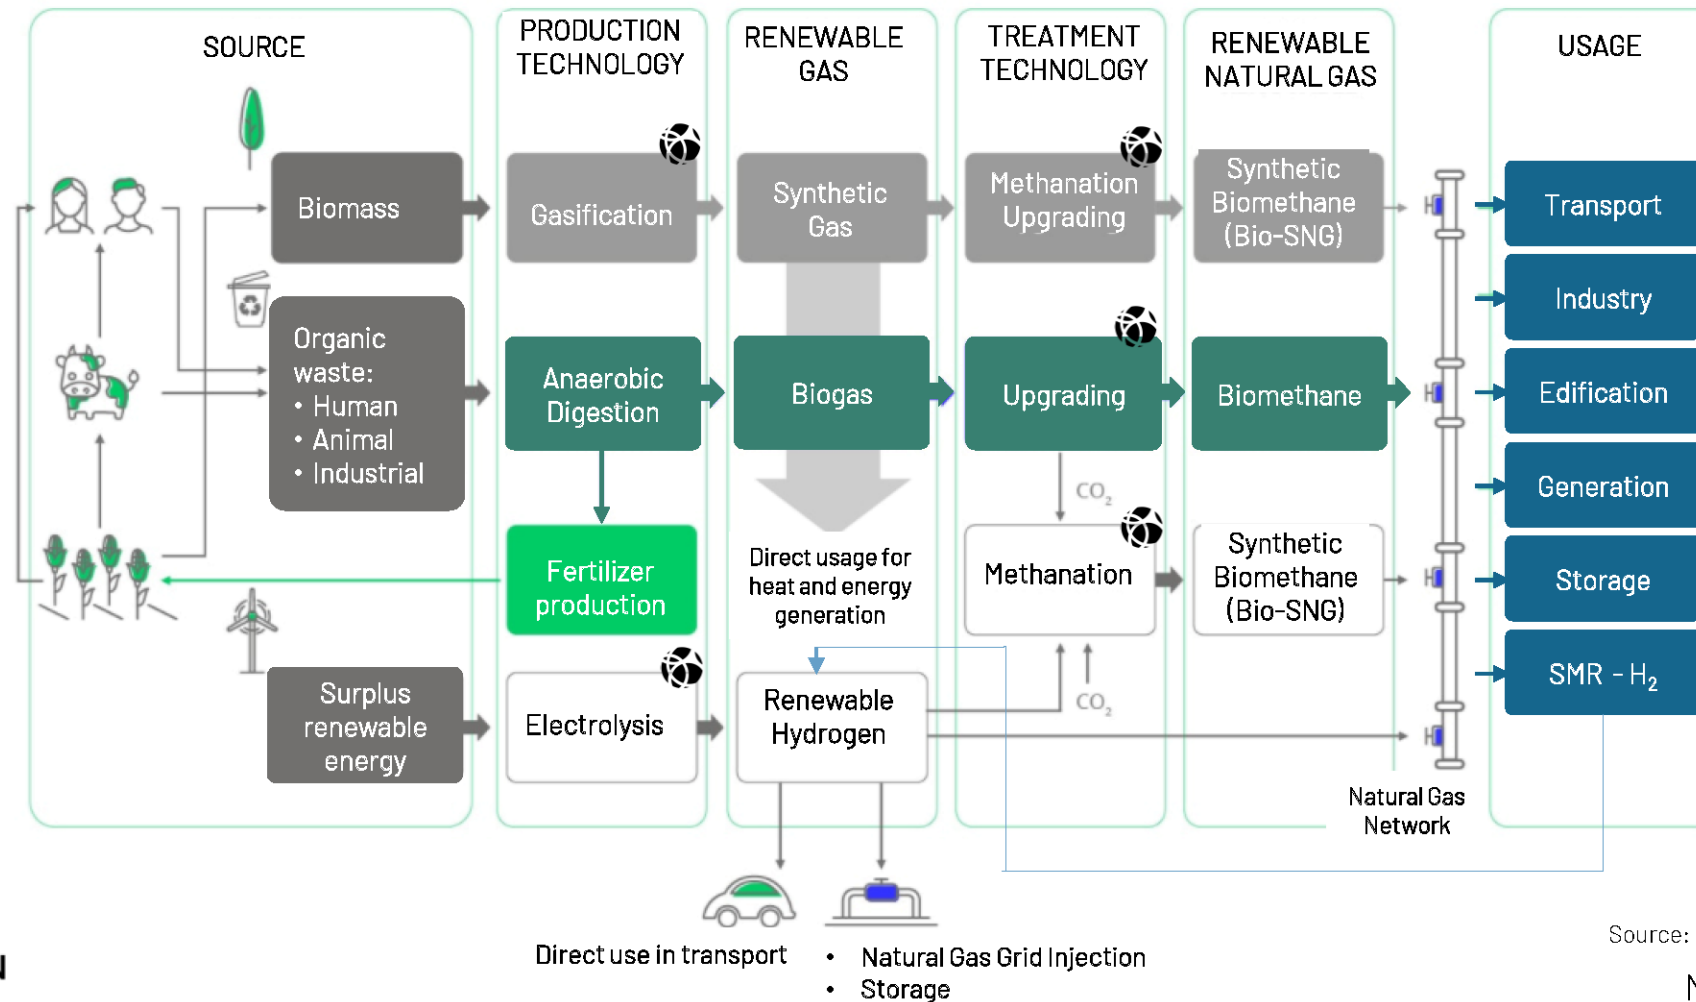 SOURCE
PRODUCTION
TECHNOLOGY
RENEWABLE
GAS
TREATMENT
TECHNOLOGY
RENEWABLE
NATURAL GAS
USAGE
Biomass
Gasification
Synthetic
Gas
Methanation
Upgrading
Synthetic
Biomethane
(Bio-SNG)
Transport
Industry
Organic
waste:
• Human
• Animal
• Industrial
Anaerobic
Digestion
Biogas
Upgrading
Biomethane
Edification
Generation
CO₂
Fertilizer
production
Direct usage for
heat and energy
generation
Methanation
Synthetic
Biomethane
(Bio-SNG)
Storage
Surplus
renewable
energy
Electrolysis
Renewable
Hydrogen
CO₂
SMR - H₂
Natural Gas
Network
Direct use in transport
• Natural Gas Grid Injection
• Storage
Source: